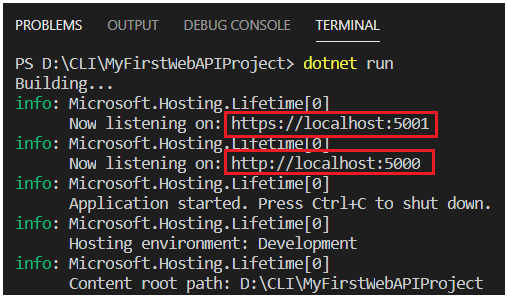 PROBLEMS OUTPUT DEBUG CONSOLE TERMINAL
PS D:\CLI\MyFirstWebAPIProject> dotnet run
Building...
info: Microsoft.Hosting.Lifetime[0]
Now listening on: https://localhost:5001
info: Microsoft.Hosting.Lifetime[0]
Now listening on: http://localhost:5000
info: Microsoft.Hosting.Lifetime[0]
Application started. Press Ctrl+C to shut down.
info: Microsoft.Hosting.Lifetime[0]
Hosting environment: Development
info: Microsoft.Hosting.Lifetime[0]
Content root path: D:\CLI\MyFirstWebAPIProject